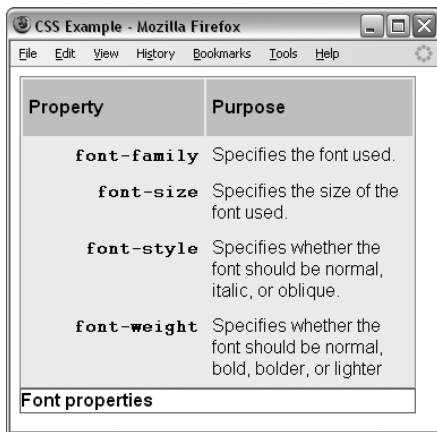 CSS Example - Mozilla Firefox
File Edit View History Bookmarks Tools Help
Property Purpose
font-family Specifies the font used.
font-size Specifies the size of the
font used.
font-style Specifies whether the
font should be normal,
italic, or oblique.
font-weight Specifies whether the
font should be normal,
bold, bolder, or lighter
Font properties